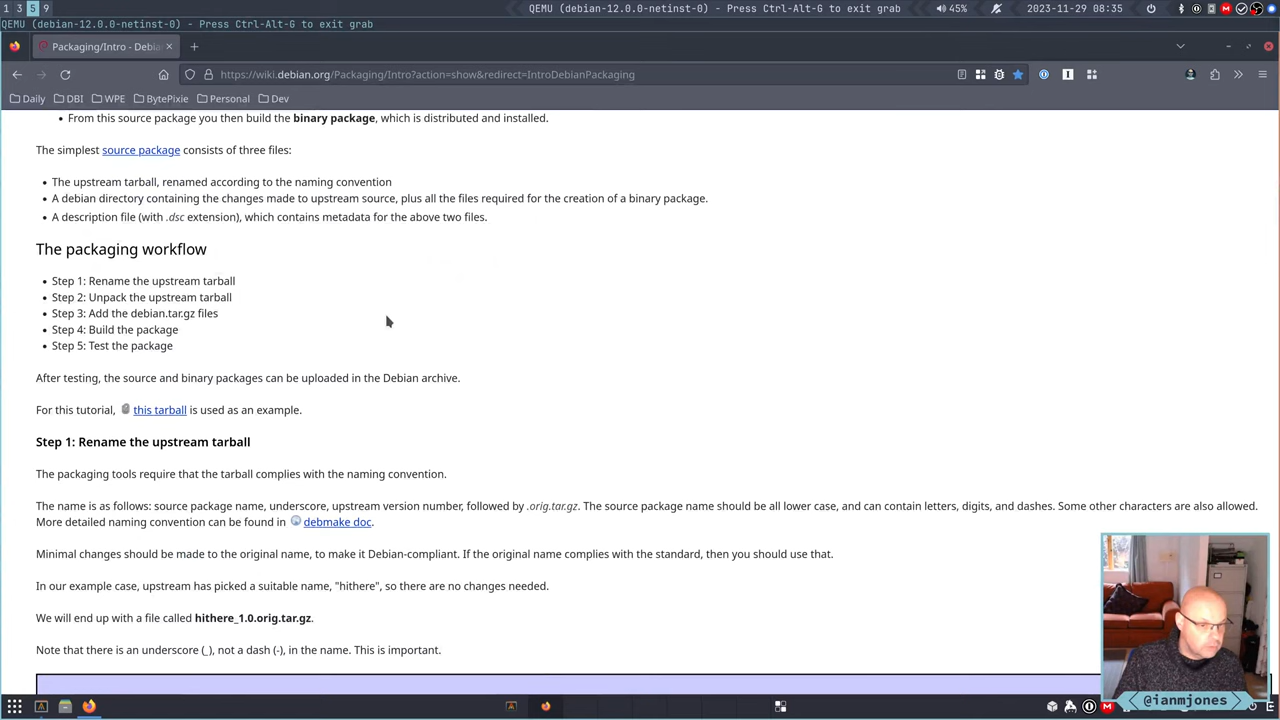 1 3 5 9
QEMU (debian-12.0.0-netinst-0) - Press Ctrl-Alt-G to exit grab
45%
2023-11-29 08:35
QEMU (debian-12.0.0-netinst-0) - Press Ctrl-Alt-G to exit grab
Packaging/Intro - Debia
https://wiki.debian.org/Packaging/Intro?action=show&redirect=IntroDebianPackaging
Daily DBI WPE BytePixie Personal Dev
• From this source package you then build the binary package, which is distributed and installed.
The simplest source package consists of three files:
• The upstream tarball, renamed according to the naming convention
• A debian directory containing the changes made to upstream source, plus all the files required for the creation of a binary package.
• A description file (with .dsc extension), which contains metadata for the above two files.
The packaging workflow
• Step 1: Rename the upstream tarball
• Step 2: Unpack the upstream tarball
• Step 3: Add the debian.tar.gz files
• Step 4: Build the package
• Step 5: Test the package
After testing, the source and binary packages can be uploaded in the Debian archive.
For this tutorial, this tarball is used as an example.
Step 1: Rename the upstream tarball
The packaging tools require that the tarball complies with the naming convention.
The name is as follows: source package name, underscore, upstream version number, followed by .orig.tar.gz. The source package name should be all lower case, and can contain letters, digits, and dashes. Some other characters are also allowed.
More detailed naming convention can be found in debmake doc.
Minimal changes should be made to the original name, to make it Debian-compliant. If the original name complies with the standard, then you should use that.
In our example case, upstream has picked a suitable name, "hithere", so there are no changes needed.
We will end up with a file called hithere_1.0.orig.tar.gz.
Note that there is an underscore (_), not a dash (-), in the name. This is important.
@ianmjones